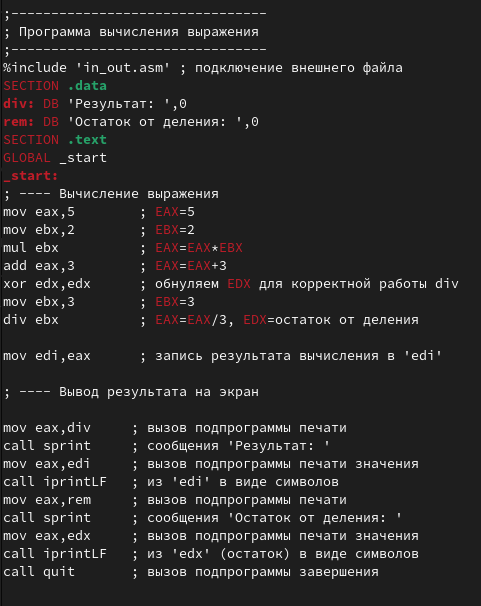 ;-------------------------------
; Программа вычисления выражения
;-------------------------------
%include 'in_out.asm' ; подключение внешнего файла
SECTION .data
div: DB 'Результат: ',0
rem: DB 'Остаток от деления: ',0
SECTION .text
GLOBAL _start
_start:
; ---- Вычисление выражения
mov eax,5        ; EAX=5
mov ebx,2        ; EBX=2
mul ebx          ; EAX=EAX*EBX
add eax,3        ; EAX=EAX+3
xor edx,edx      ; обнуляем EDX для корректной работы div
mov ebx,3        ; EBX=3
div ebx          ; EAX=EAX/3, EDX=остаток от деления

mov edi,eax      ; запись результата вычисления в 'edi'

; ---- Вывод результата на экран

mov eax,div     ; вызов подпрограммы печати
call sprint     ; сообщения 'Результат: '
mov eax,edi     ; вызов подпрограммы печати значения
call iprintLF   ; из 'edi' в виде символов
mov eax,rem     ; вызов подпрограммы печати
call sprint     ; сообщения 'Остаток от деления: '
mov eax,edx     ; вызов подпрограммы печати значения
call iprintLF   ; из 'edx' (остаток) в виде символов
call quit       ; вызов подпрограммы завершения